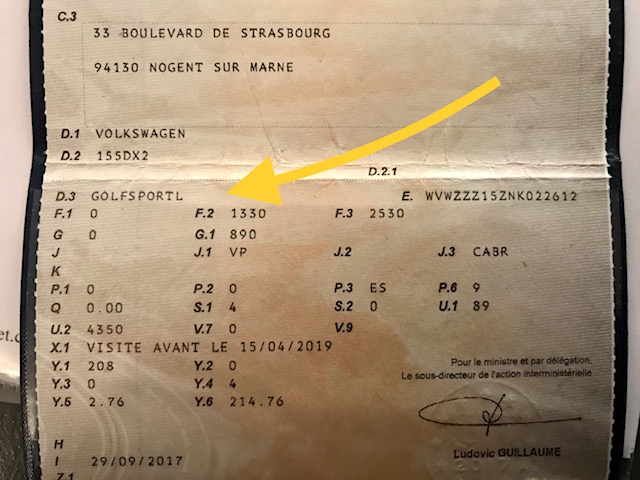 C.3
33 BOULEVARD DE STRASBOURG
94130 NOGENT SUR MARNE
D.1 VOLKSWAGEN
D.2 155DX2
D.2.1
D.3 GOLFSPORTL E. WVWZZZ15ZNK022612
F.1 0 F.2 1330 F.3 2530
G 0 G.1 890
J J.1 VP J.2 J.3 CABR
K
P.1 0 P.2 0 P.3 ES P.6 9
Q 0.00 S.1 4 S.2 0 U.1 89
U.2 4350 V.7 0 V.9
X.1 VISITE AVANT LE 15/04/2019
Y.1 208 Y.2 0
Y.3 0 Y.4 4
Y.5 2.76 Y.6 214.76
Pour le ministre et par délégation,
Le sous-directeur de l'action interministérielle
Ludovic GUILLAUME
H
I 29/09/2017
Z.1